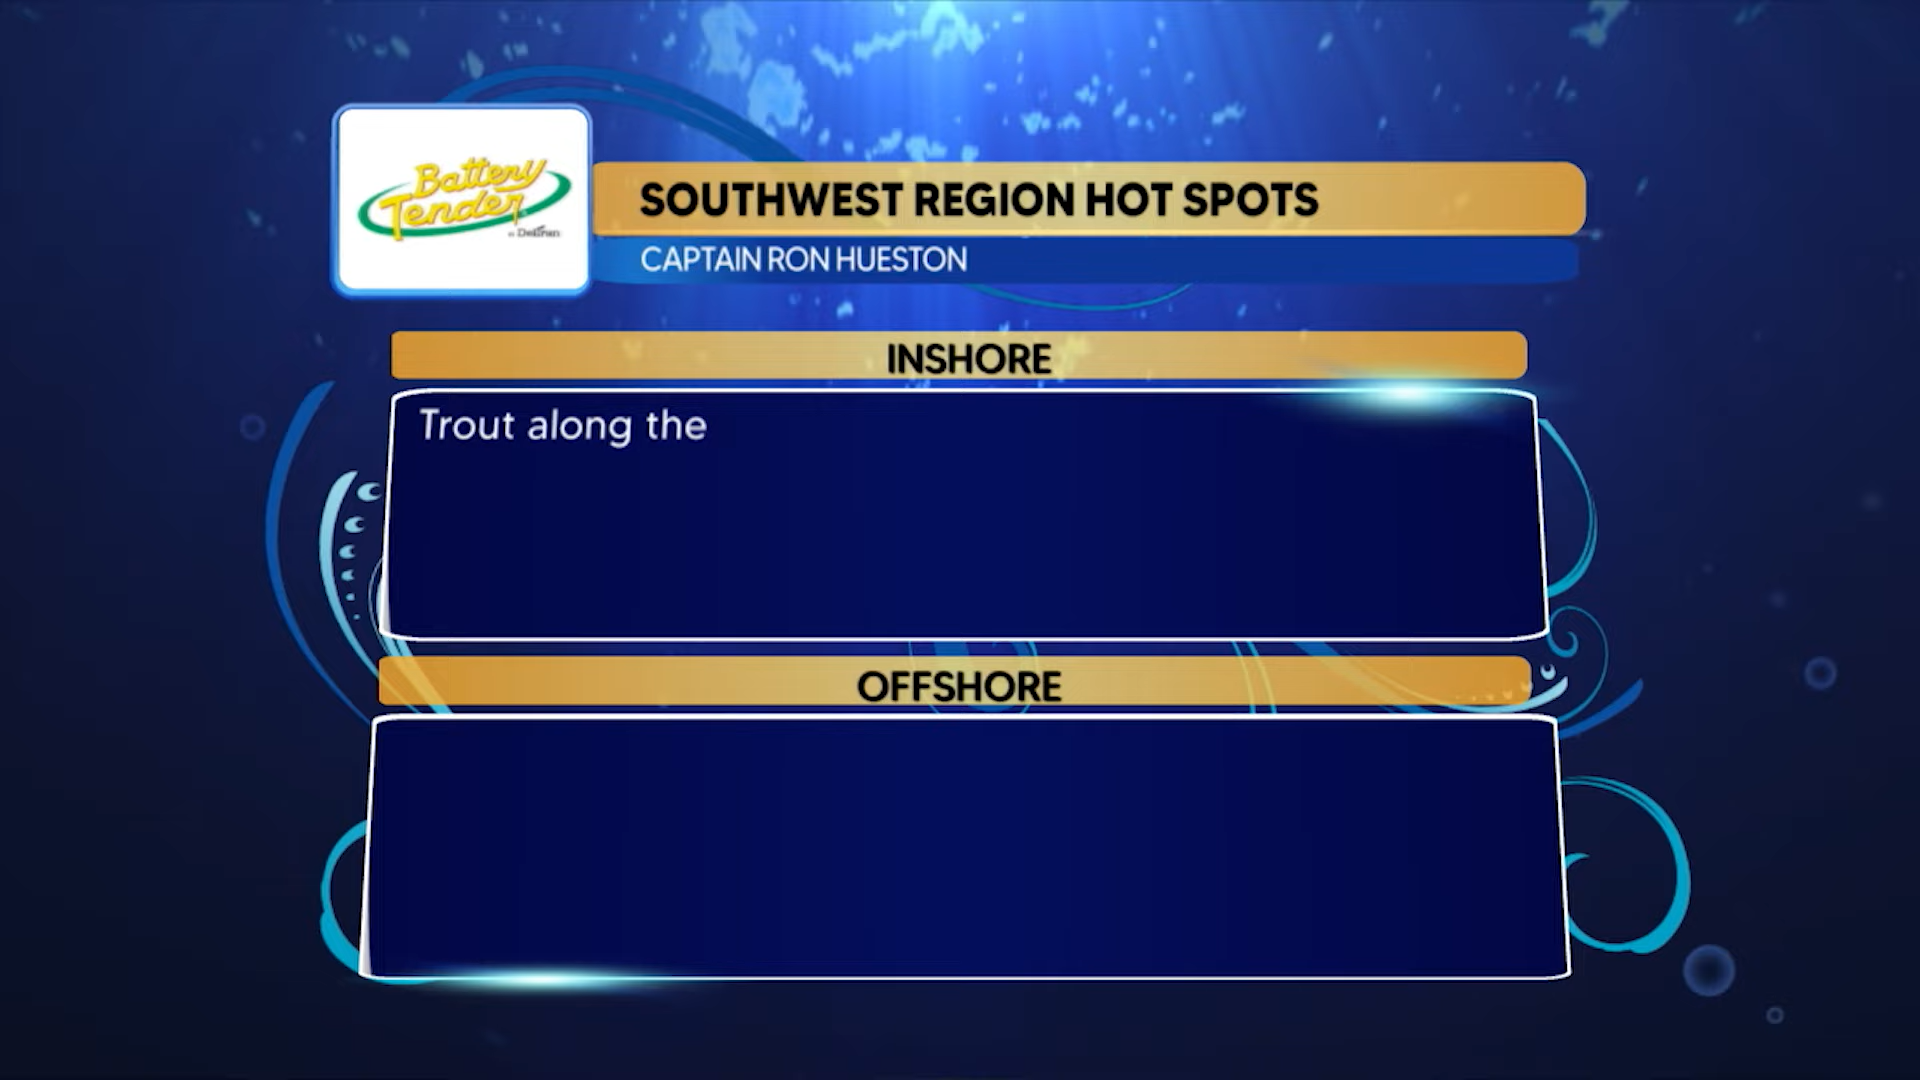 Battery
Tender
by Deltran
SOUTHWEST REGION HOT SPOTS
CAPTAIN RON HUESTON
INSHORE
Trout along the
OFFSHORE